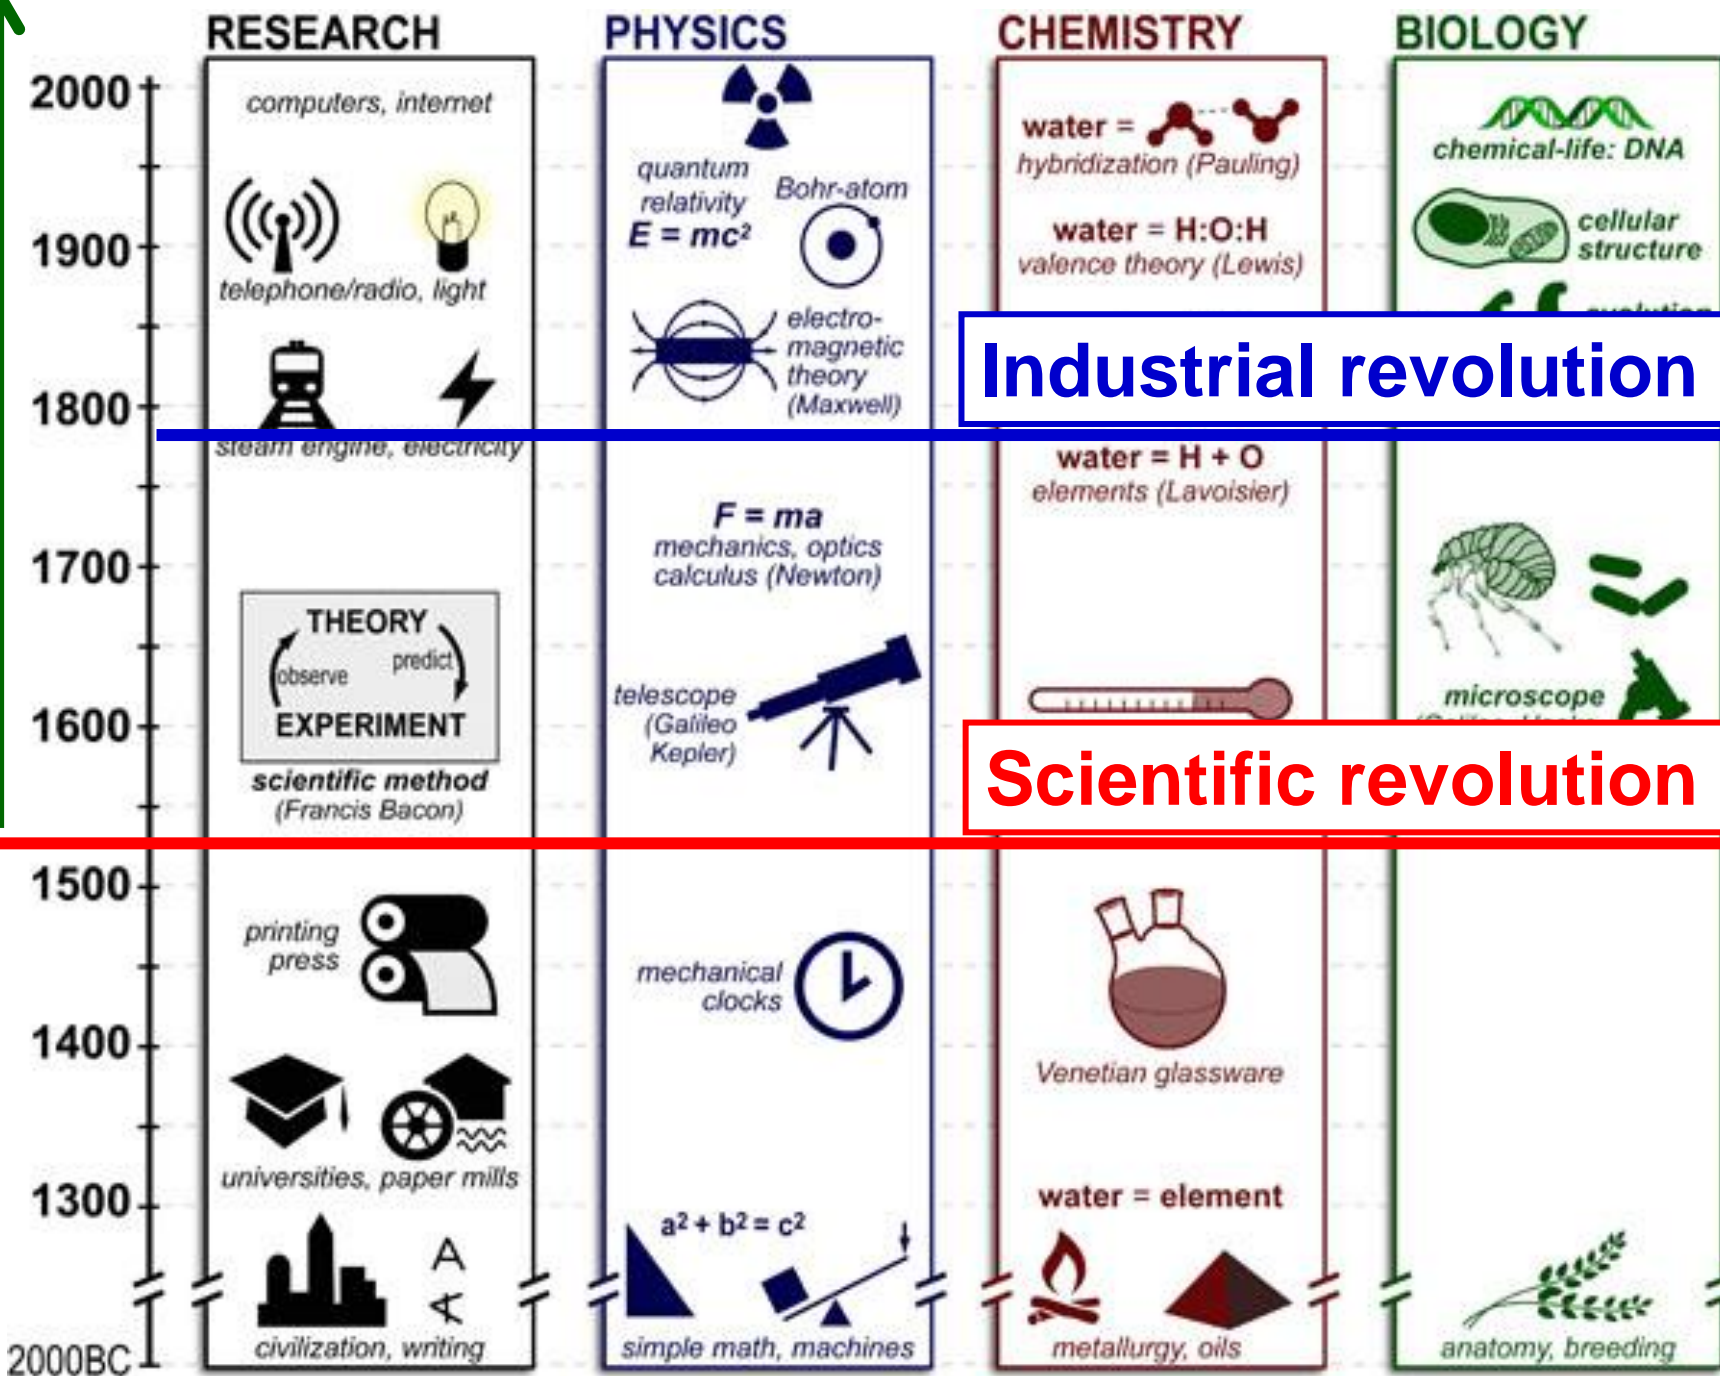 RESEARCH
PHYSICS
CHEMISTRY
BIOLOGY
2000
1900
1800
1700
1600
1500
1400
1300
2000BC
computers, internet
telephone/radio, light
steam engine, electricity
THEORY
observe
predict
EXPERIMENT
scientific method
(Francis Bacon)
printing
press
universities, paper mills
A
A
civilization, writing
quantum
relativity
E = mc²
Bohr-atom
electro-
magnetic
theory
(Maxwell)
F = ma
mechanics, optics
calculus (Newton)
telescope
(Galileo
Kepler)
mechanical
clocks
a² + b² = c²
simple math, machines
water =
hybridization (Pauling)
water = H:O:H
valence theory (Lewis)
Industrial revolution
water = H + O
elements (Lavoisier)
Scientific revolution
Venetian glassware
water = element
metallurgy, oils
chemical-life: DNA
cellular
structure
microscope
anatomy, breeding